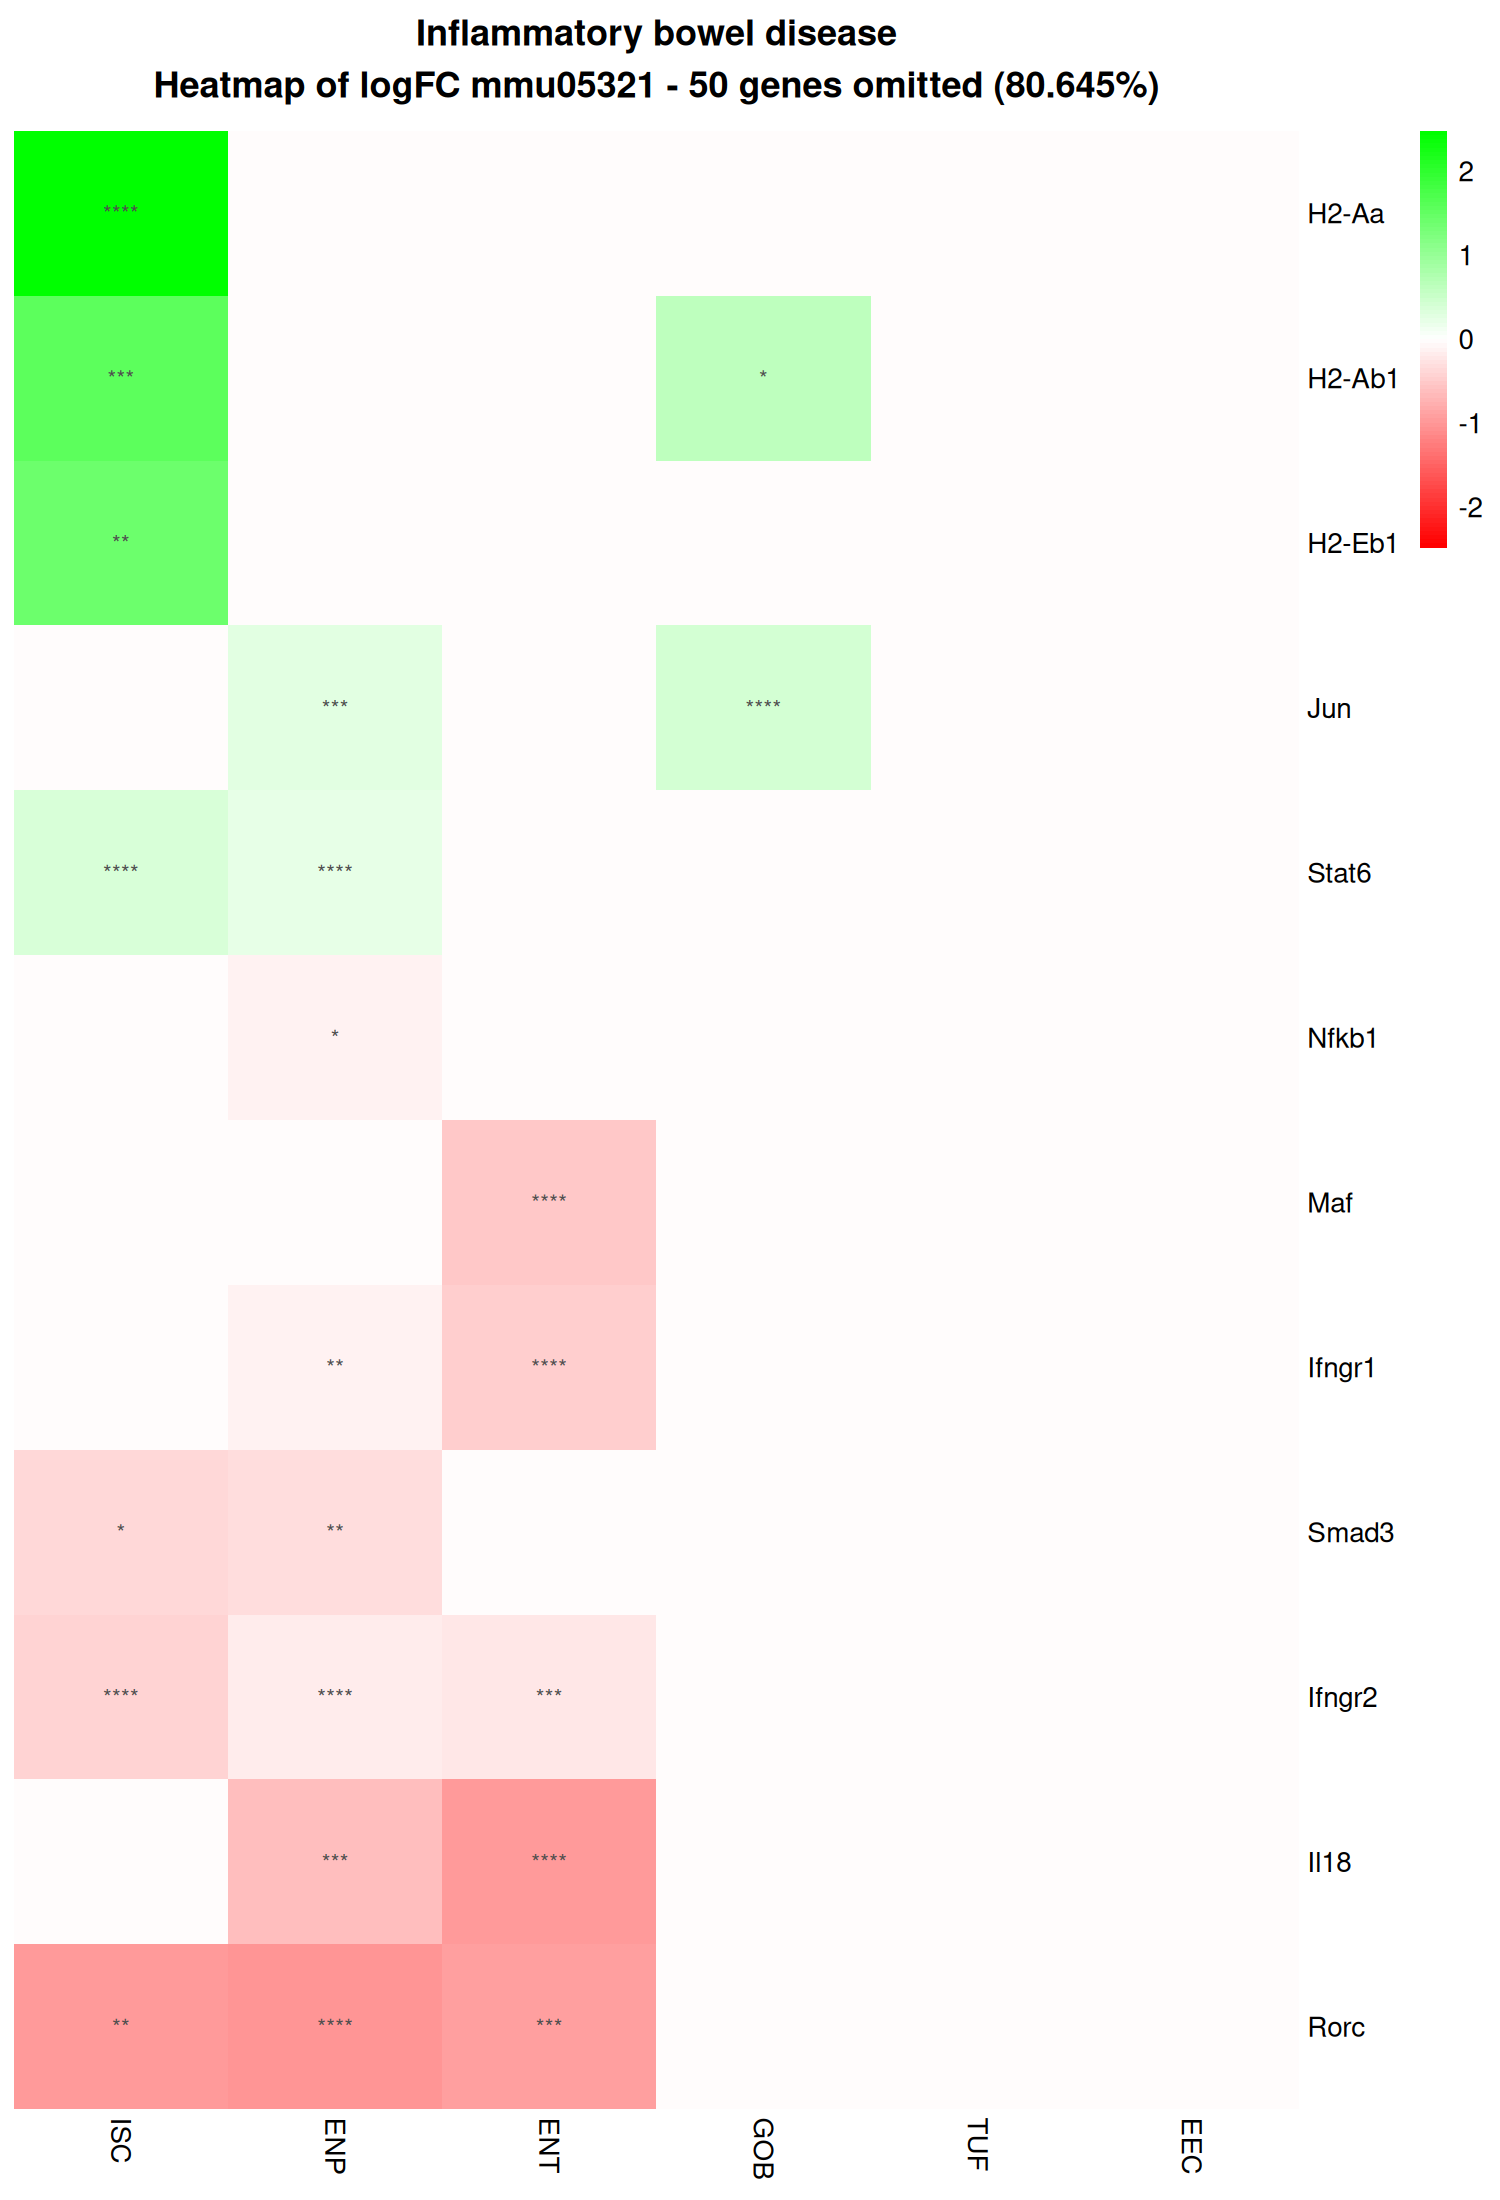 Inflammatory bowel disease
Heatmap of logFC mmu05321 - 50 genes omitted (80.645%)
2
1
0
-1
-2
**** H2-Aa
*** * H2-Ab1
** H2-Eb1
*** **** Jun
**** **** Stat6
* Nfkb1
**** Maf
** **** Ifngr1
* ** Smad3
**** **** *** Ifngr2
*** **** Il18
** **** *** Rorc
ISC ENP ENT GOB TUF EEC